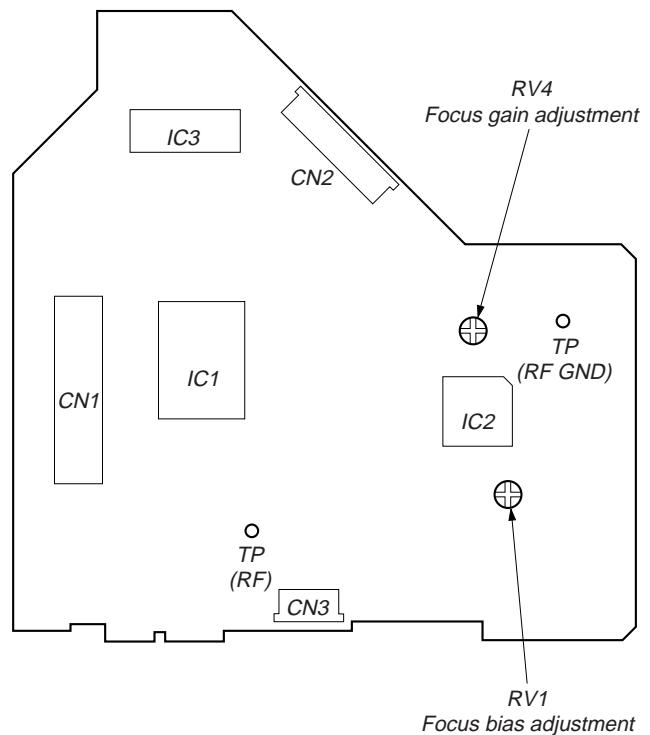 RV4
Focus gain adjustment
IC3
CN2
TP
(RF GND)
CN1
IC1
IC2
TP
(RF)
CN3
RV1
Focus bias adjustment